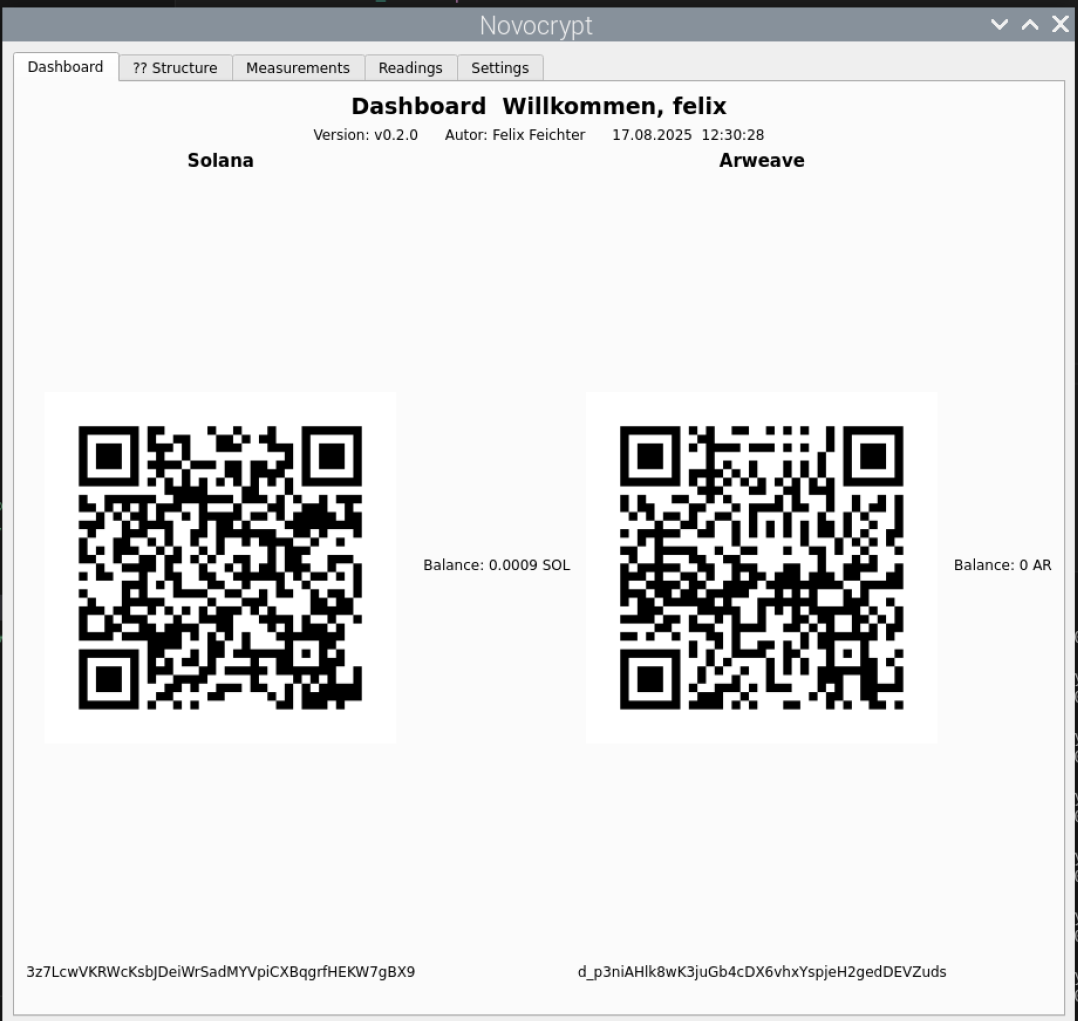 Novocrypt
Dashboard ?? Structure Measurements Readings Settings
Dashboard Willkommen, felix
Version: v0.2.0 Autor: Felix Feichter 17.08.2025 12:30:28
Solana Arweave
Balance: 0.0009 SOL Balance: 0 AR
3z7LcwVKRWcKsbJDeiWrSadMYVpiCXBqgrfHEKW7gBX9 d_p3niAHlk8wK3juGb4cDX6vhxYspjeH2gedDEVZuds